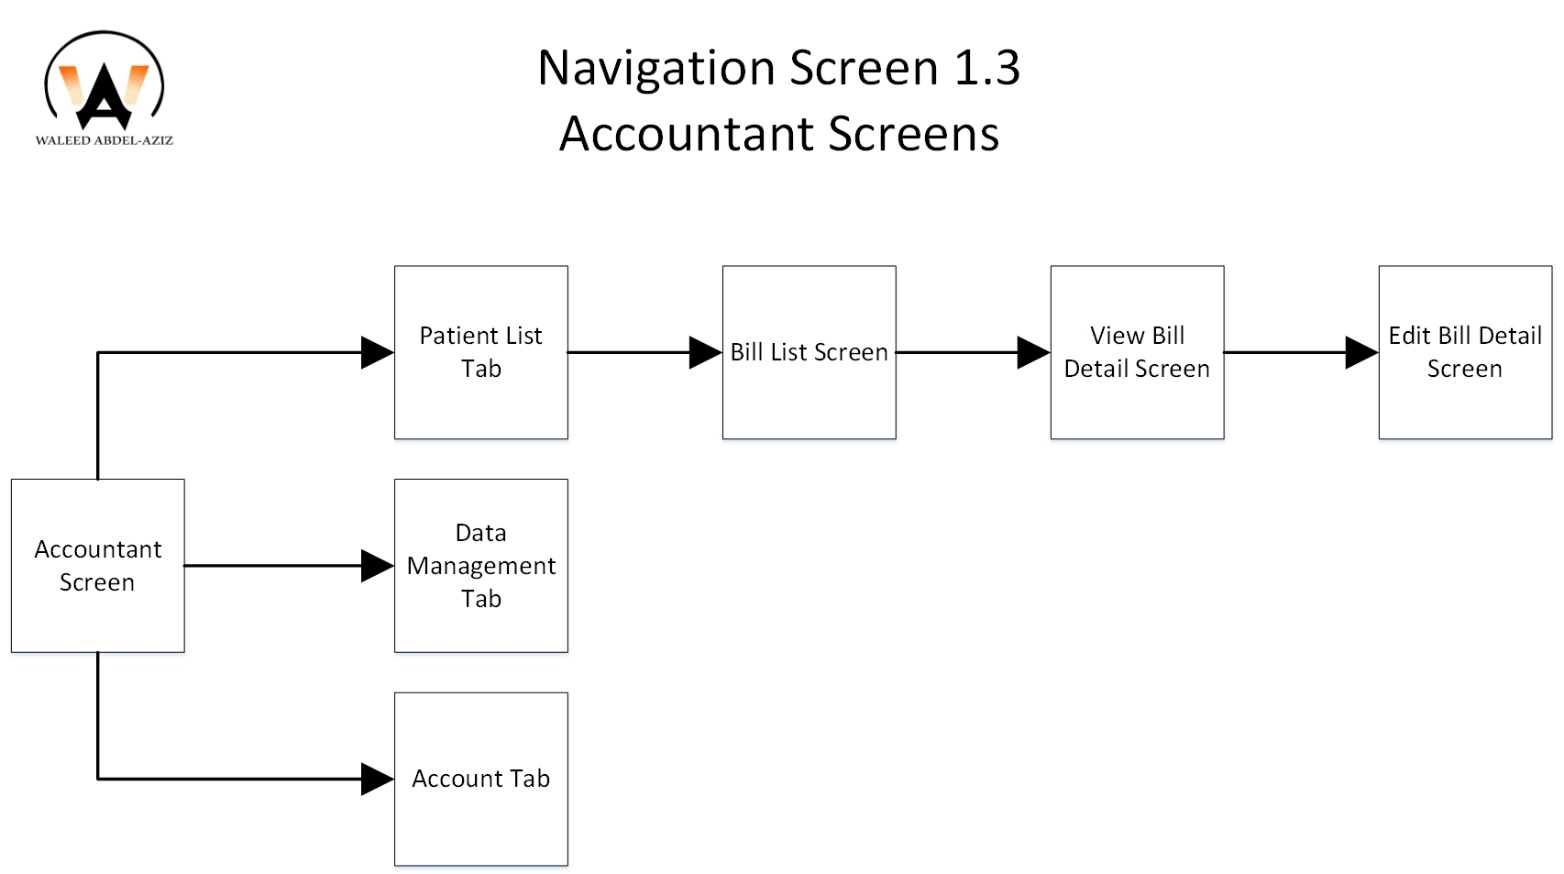 WALEED ABDEL-AZIZ
Navigation Screen 1.3
Accountant Screens
Patient List
Tab
Bill List Screen
View Bill
Detail Screen
Edit Bill Detail
Screen
Accountant
Screen
Data
Management
Tab
Account Tab